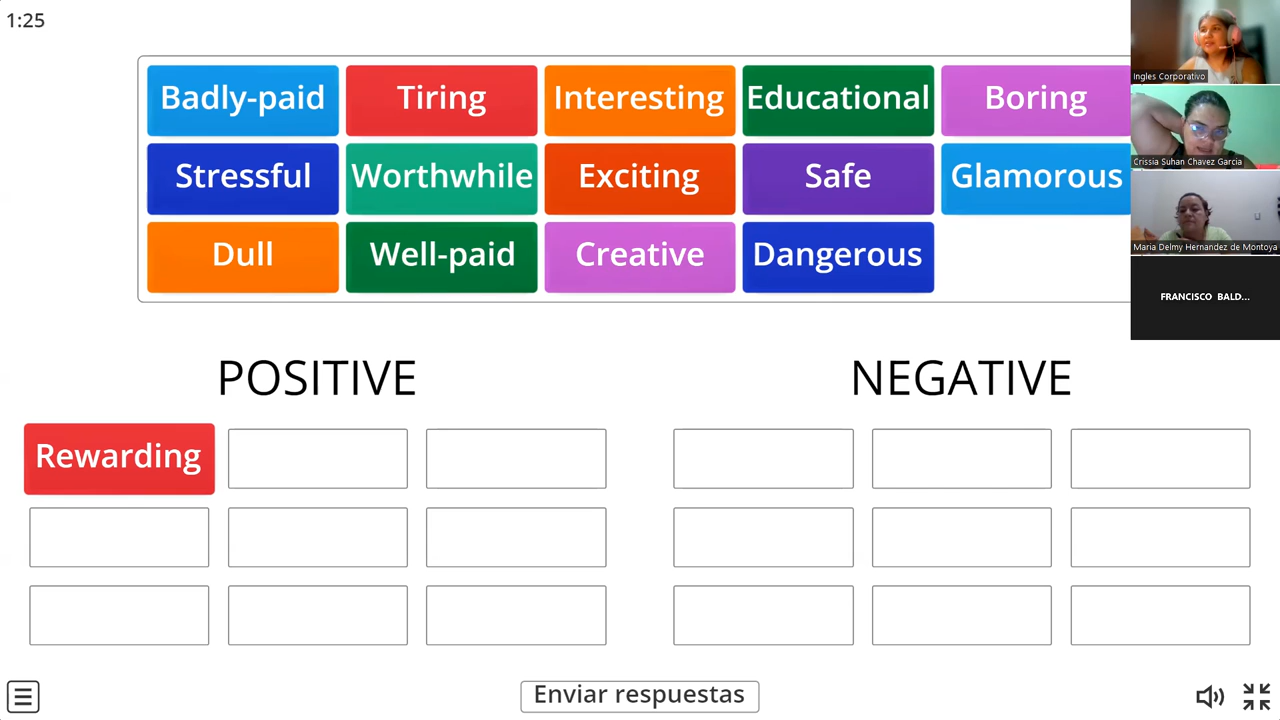 1:25
Badly-paid Tiring Interesting Educational Boring
Stressful Worthwhile Exciting Safe Glamorous
Dull Well-paid Creative Dangerous
Ingles Corporativo
Crissia Suhan Chavez Garcia
Maria Delmy Hernandez de Montoya
FRANCISCO BALD...
POSITIVE NEGATIVE
Rewarding
Enviar respuestas